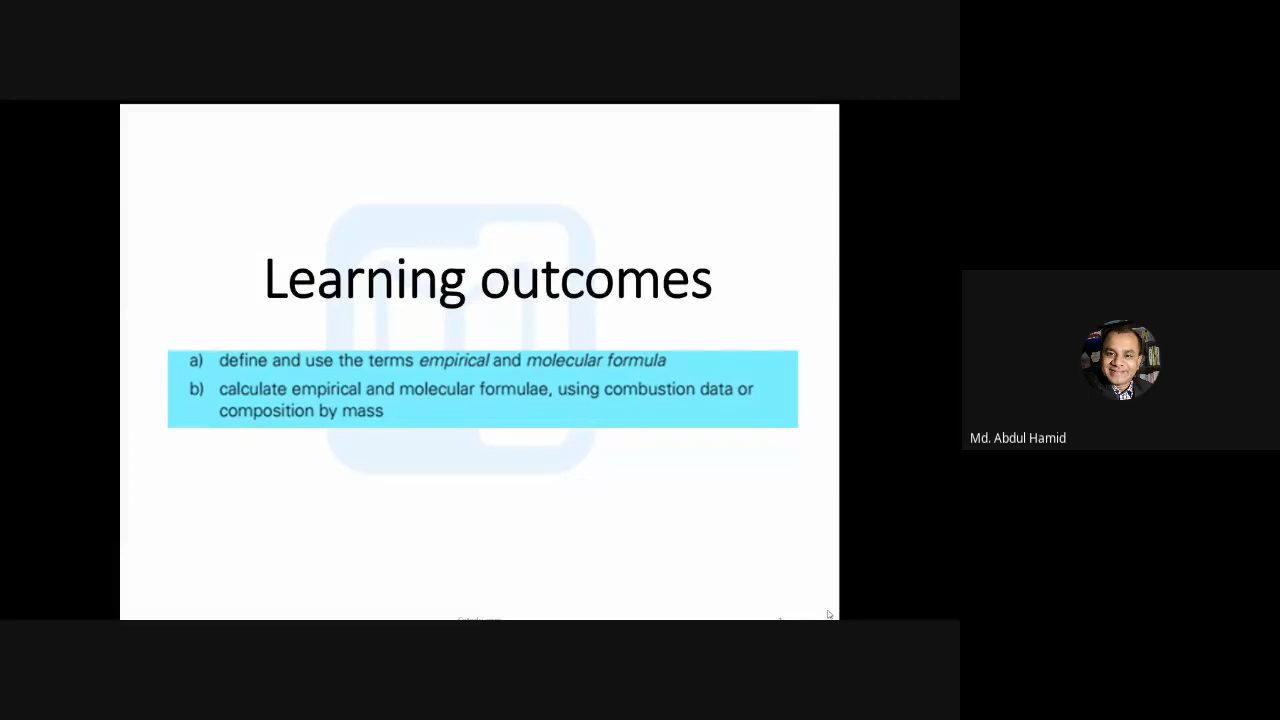 Learning outcomes
a) define and use the terms empirical and molecular formula
b) calculate empirical and molecular formulae, using combustion data or
composition by mass
Md. Abdul Hamid